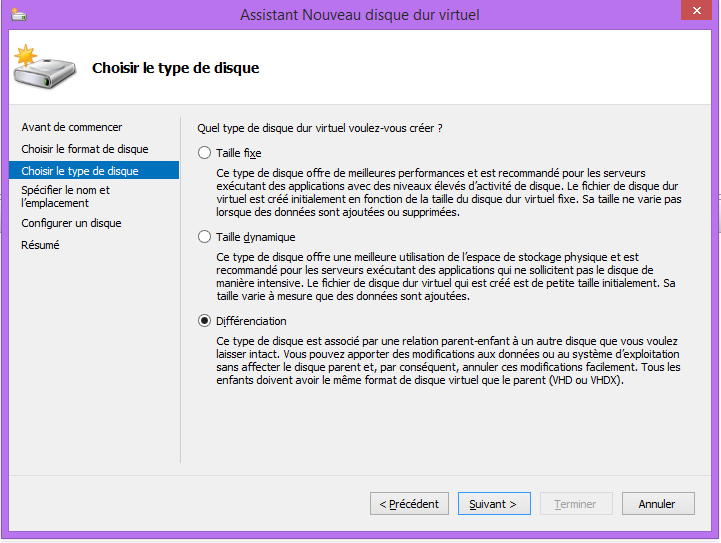 Assistant Nouveau disque dur virtuel
Choisir le type de disque
Avant de commencer
Choisir le format de disque
Choisir le type de disque
Spécifier le nom et
l'emplacement
Configurer un disque
Résumé
Quel type de disque dur virtuel voulez-vous créer ?
Taille fixe
Ce type de disque offre de meilleures performances et est recommandé pour les serveurs
exécutant des applications avec des niveaux élevés d'activité de disque. Le fichier de disque dur
virtuel est créé initialement en fonction de la taille du disque dur virtuel fixe. Sa taille ne varie pas
lorsque des données sont ajoutées ou supprimées.
Taille dynamique
Ce type de disque offre une meilleure utilisation de l'espace de stockage physique et est
recommandé pour les serveurs exécutant des applications qui ne sollicitent pas le disque de
manière intensive. Le fichier de disque dur virtuel qui est créé est de petite taille initialement. Sa
taille varie à mesure que des données sont ajoutées.
Différenciation
Ce type de disque est associé par une relation parent-enfant à un autre disque que vous voulez
laisser intact. Vous pouvez apporter des modifications aux données ou au système d'exploitation
sans affecter le disque parent et, par conséquent, annuler ces modifications facilement. Tous les
enfants doivent avoir le même format de disque virtuel que le parent (VHD ou VHDX).
< Précédent
Suivant >
Terminer
Annuler